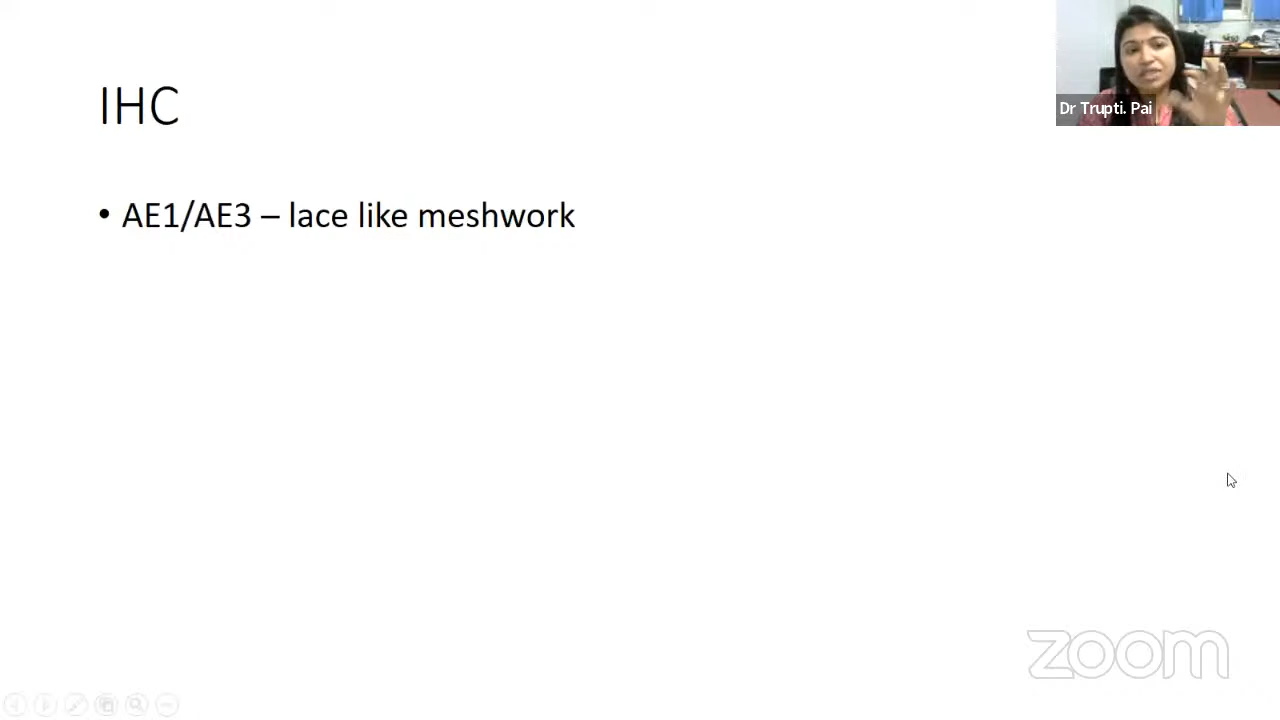 IHC
• AE1/AE3 – lace like meshwork
Dr Trupti. Pai
zoom